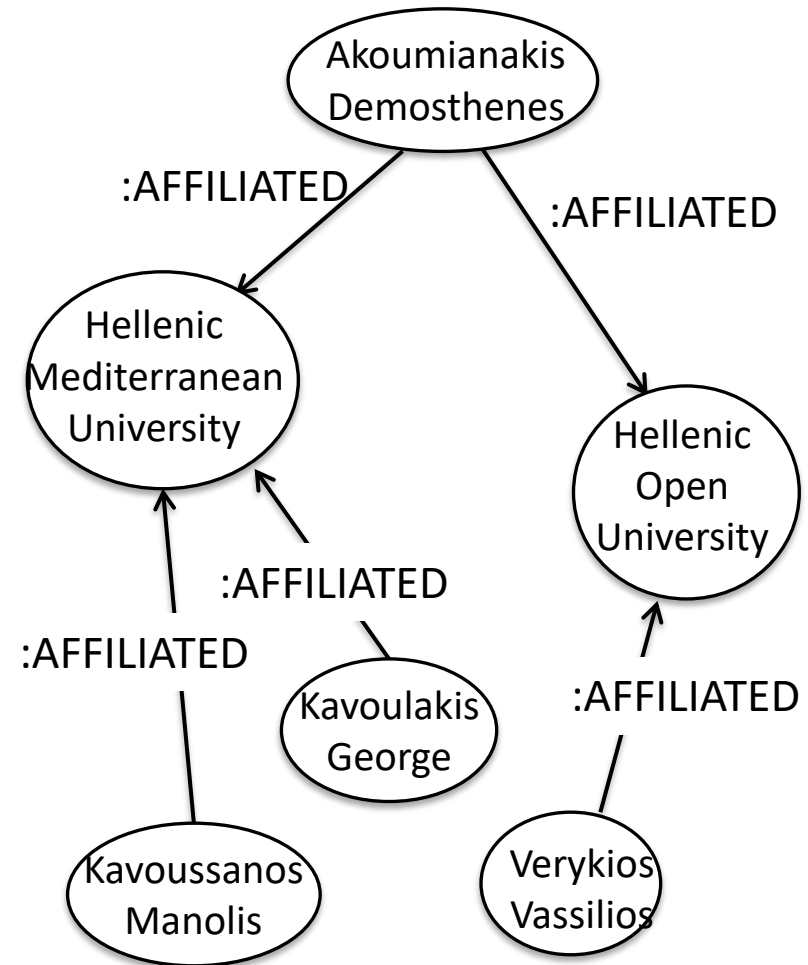 Akoumianakis
Demosthenes
:AFFILIATED
:AFFILIATED
Hellenic
Mediterranean
University
Hellenic
Open
University
:AFFILIATED
:AFFILIATED
Kavoulakis
George
:AFFILIATED
Kavoussanos
Manolis
Verykios
Vassilios